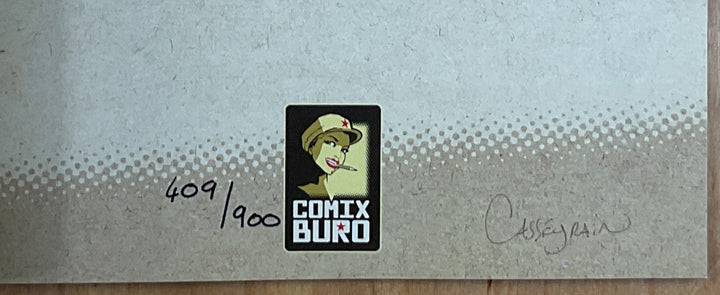 409/900
COMIX
BURO
CASSEGRAIN